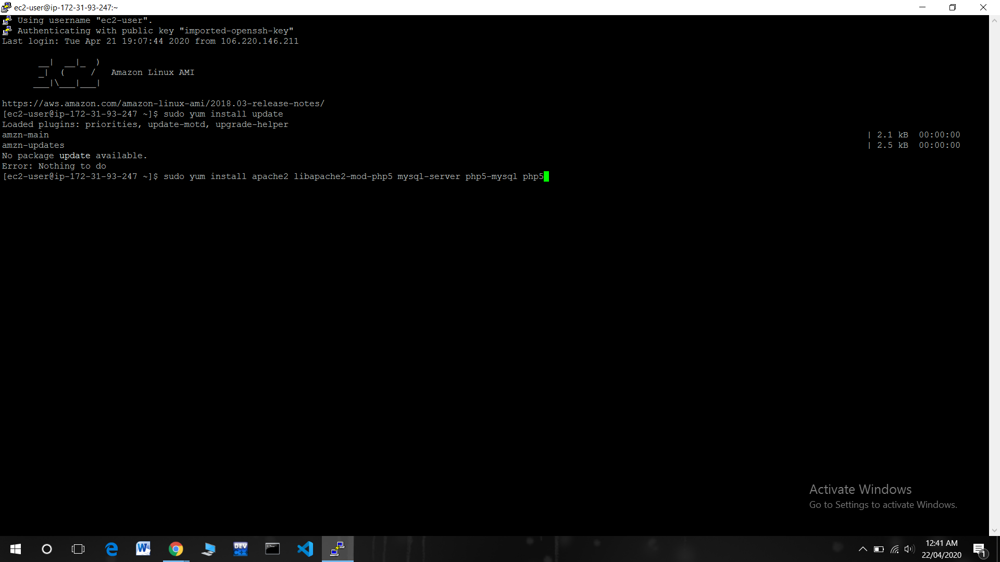 ec2-user@ip-172-31-93-247:~
Using username "ec2-user".
Authenticating with public key "imported-openssh-key"
Last login: Tue Apr 21 19:07:44 2020 from 106.220.146.211
__|  __|_  )
_|  (     /   Amazon Linux AMI
___|\___|___|
https://aws.amazon.com/amazon-linux-ami/2018.03-release-notes/
[ec2-user@ip-172-31-93-247 ~]$ sudo yum install update
Loaded plugins: priorities, update-motd, upgrade-helper
amzn-main | 2.1 kB 00:00:00
amzn-updates | 2.5 kB 00:00:00
No package update available.
Error: Nothing to do
[ec2-user@ip-172-31-93-247 ~]$ sudo yum install apache2 libapache2-mod-php5 mysql-server php5-mysql php5
Activate Windows
Go to Settings to activate Windows.
DEV
12:41 AM
22/04/2020
1